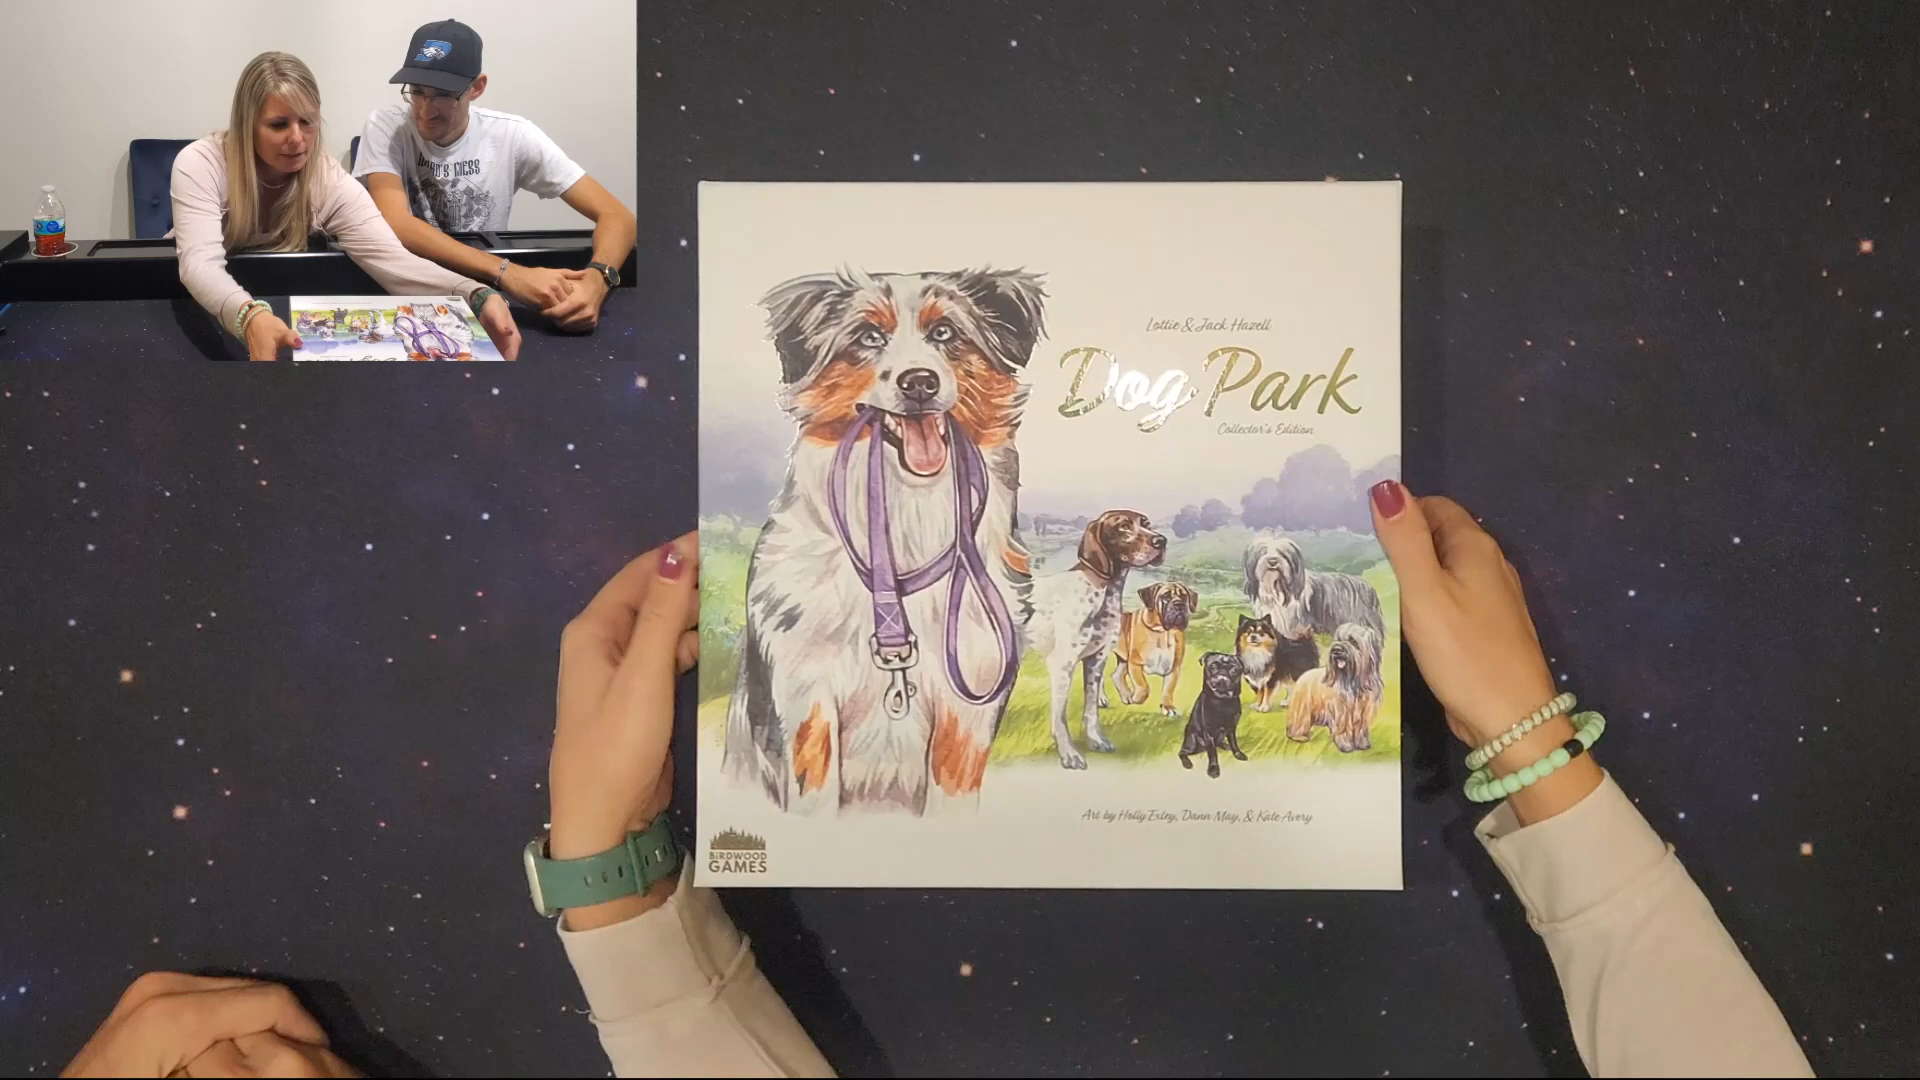 Lottie & Jack Hazell
Dog Park
Collector's Edition
Art by Holly Exley, Dann May, & Kate Avery
BIRDWOOD
GAMES